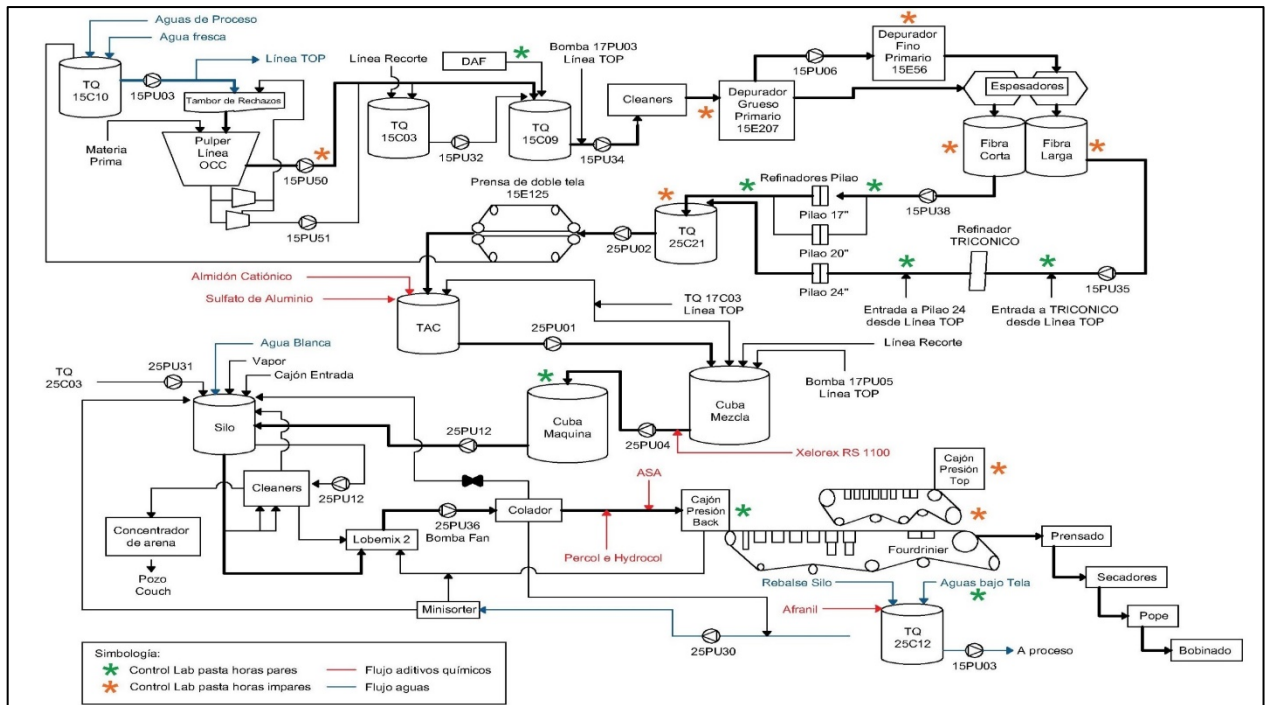 Aguas de Proceso
Agua fresca
Línea TOP
TQ
15C10
15PU03
Tambor de Rechazos
Materia
Prima
Pulper
Línea
OCC
15PU50
15PU51
Línea Recorte
TQ
15C03
15PU32
DAF
TQ
15C09
Bomba 17PU03
Línea TOP
15PU34
Cleaners
Depurador
Grueso
Primario
15E207
15PU06
Depurador
Fino
Primario
15E56
Espesadores
Fibra
Corta
Fibra
Larga
Prensa de doble tela
15E125
25PU02
TQ
25C21
Refinadores Pilao
Pilao 17"
Pilao 20"
Pilao 24"
15PU38
Refinador
TRICONICO
15PU35
Entrada a Pilao 24
desde Línea TOP
Entrada a TRICONICO
desde Línea TOP
Almidón Catiónico
Sulfato de Aluminio
TAC
25PU01
TQ 17C03
Línea TOP
Línea Recorte
Bomba 17PU05
Línea TOP
Cuba
Mezcla
25PU04
Xelorex RS 1100
Cuba
Maquina
25PU12
TQ
25C03
25PU31
Agua Blanca
Vapor
Cajón Entrada
Silo
Cleaners
25PU12
Concentrador
de arena
Pozo
Couch
Lobemix 2
25PU36
Bomba Fan
Colador
ASA
Percol e Hydrocol
Cajón
Presión
Back
Cajón
Presión
Top
Fourdrinier
Prensado
Secadores
Pope
Bobinado
Minisorter
25PU30
Rebalse Silo
Aguas bajo Tela
Afranil
TQ
25C12
15PU03
A proceso
Simbología:
Control Lab pasta horas pares
Flujo aditivos químicos
Control Lab pasta horas impares
Flujo aguas